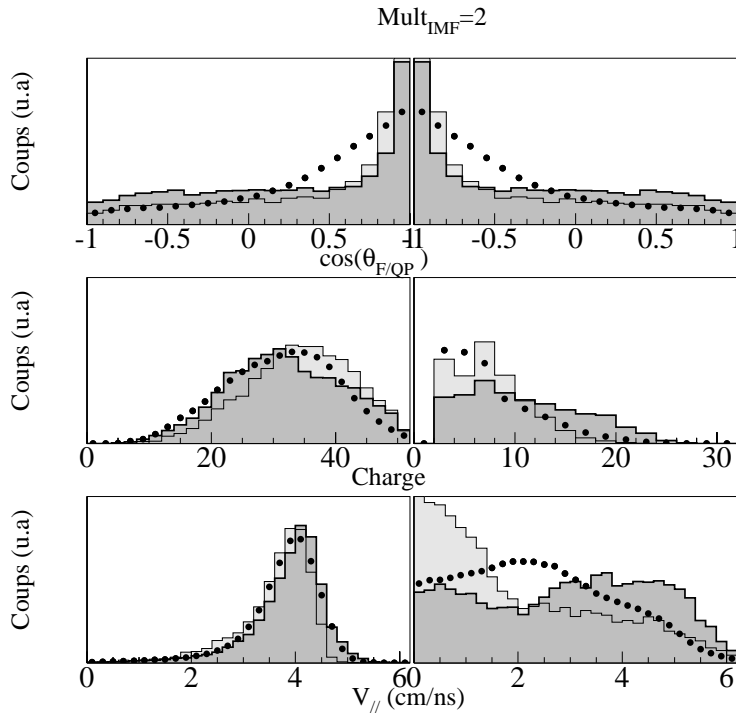 Mult_IMF=2
Coups (u.a)
-1 -0.5 0 0.5 1 -1 -0.5 0 0.5 1
cos(θ_F/QP)
Coups (u.a)
0 20 40 0 10 20 30
Charge
Coups (u.a)
0 2 4 6 0 2 4 6
V_// (cm/ns)